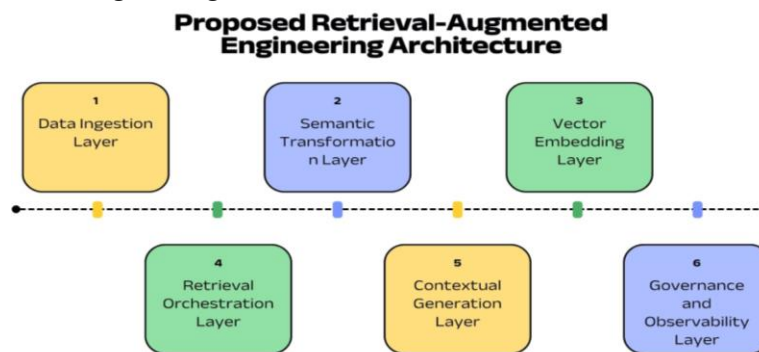 Proposed Retrieval-Augmented
Engineering Architecture
1
Data Ingestion
Layer
2
Semantic
Transformatio
n Layer
3
Vector
Embedding
Layer
4
Retrieval
Orchestration
Layer
5
Contextual
Generation
Layer
6
Governance
and
Observability
Layer